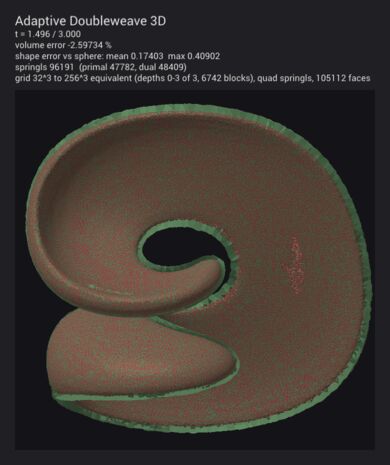 Adaptive Doubleweave 3D
t = 1.496 / 3.000
volume error -2.59734 %
shape error vs sphere: mean 0.17403 max 0.40902
springls 96191 (primal 47782, dual 48409)
grid 32^3 to 256^3 equivalent (depths 0-3 of 3, 6742 blocks), quad springls, 105112 faces